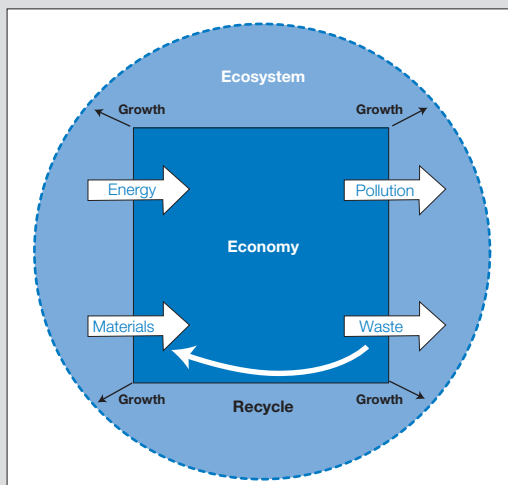 Ecosystem
Growth
Growth
Energy
Pollution
Economy
Materials
Waste
Growth
Growth
Recycle